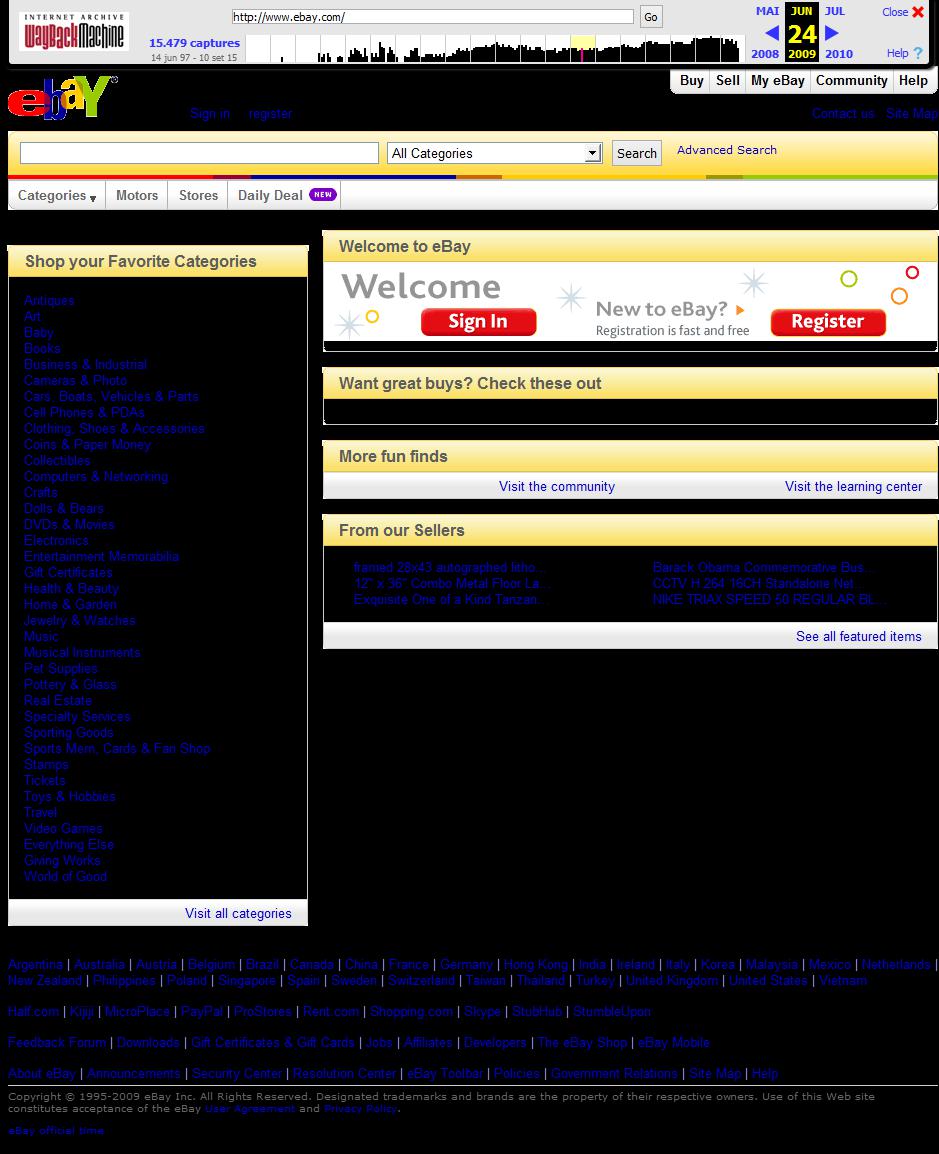 INTERNET ARCHIVE
WayBackMachine
http://www.ebay.com/
Go
15.479 captures
14 jun 97 - 10 set 15
MAI JUN JUL
24
2008 2009 2010
Close
Help ?
ebay
Sign in register
Buy Sell My eBay Community Help
Contact us Site Map
All Categories Search Advanced Search
Categories Motors Stores Daily Deal NEW
Shop your Favorite Categories
Antiques
Art
Baby
Books
Business & Industrial
Cameras & Photo
Cars, Boats, Vehicles & Parts
Cell Phones & PDAs
Clothing, Shoes & Accessories
Coins & Paper Money
Collectibles
Computers & Networking
Crafts
Dolls & Bears
DVDs & Movies
Electronics
Entertainment Memorabilia
Gift Certificates
Health & Beauty
Home & Garden
Jewelry & Watches
Music
Musical Instruments
Pet Supplies
Pottery & Glass
Real Estate
Specialty Services
Sporting Goods
Sports Mem, Cards & Fan Shop
Stamps
Tickets
Toys & Hobbies
Travel
Video Games
Everything Else
Giving Works
World of Good
Visit all categories
Welcome to eBay
Welcome
Sign In
New to eBay?
Registration is fast and free
Register
Want great buys? Check these out
More fun finds
Visit the community Visit the learning center
From our Sellers
framed 28x43 autographed litho...
12" x 36" Combo Metal Floor La...
Exquisite One of a Kind Tanzan...
Barack Obama Commemorative Bus...
CCTV H.264 16CH Standalone Net...
NIKE TRIAX SPEED 50 REGULAR BL...
See all featured items
Argentina | Australia | Austria | Belgium | Brazil | Canada | China | France | Germany | Hong Kong | India | Ireland | Italy | Korea | Malaysia | Mexico | Netherlands |
New Zealand | Philippines | Poland | Singapore | Spain | Sweden | Switzerland | Taiwan | Thailand | Turkey | United Kingdom | United States | Vietnam
Half.com | Kijiji | MicroPlace | PayPal | ProStores | Rent.com | Shopping.com | Skype | StubHub | StumbleUpon
Feedback Forum | Downloads | Gift Certificates & Gift Cards | Jobs | Affiliates | Developers | The eBay Shop | eBay Mobile
About eBay | Announcements | Security Center | Resolution Center | eBay Toolbar | Policies | Government Relations | Site Map | Help
Copyright © 1995-2009 eBay Inc. All Rights Reserved. Designated trademarks and brands are the property of their respective owners. Use of this Web site
constitutes acceptance of the eBay User Agreement and Privacy Policy.
eBay official time